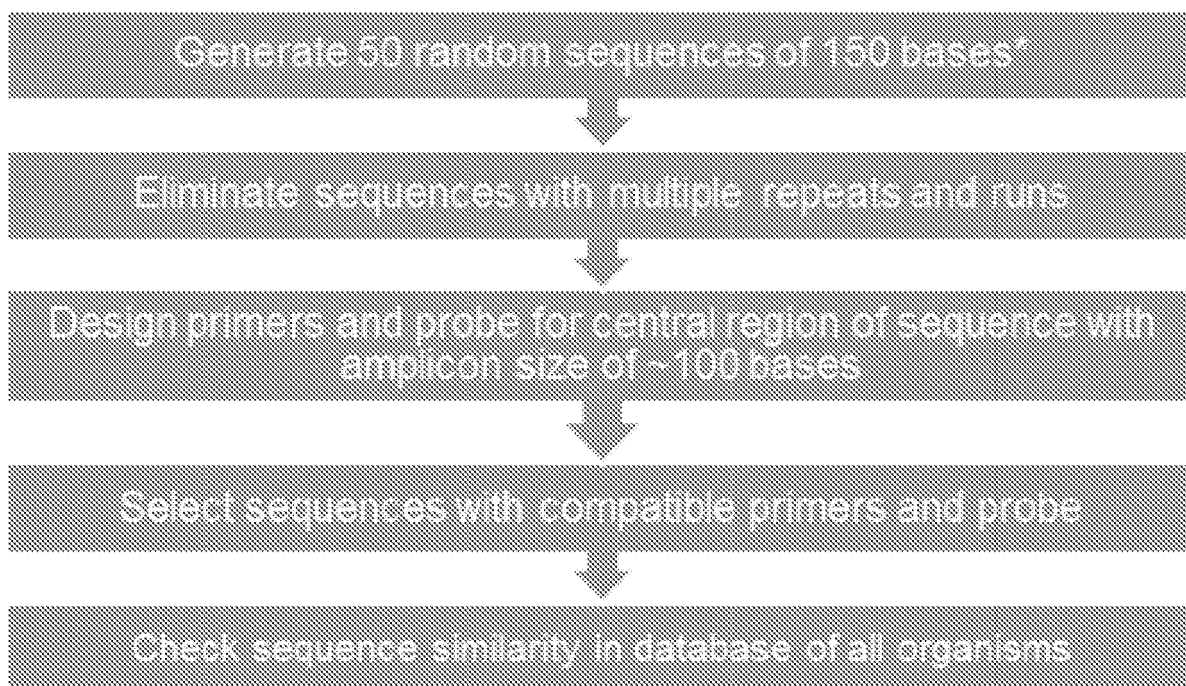 Generate 50 random sequences of 150 bases*
Eliminate sequences with multiple repeats and runs
Design primers and probe for central region of sequence with
amplicon size of ~100 bases
Select sequences with compatible primers and probe
Check sequence similarity in database of all organisms